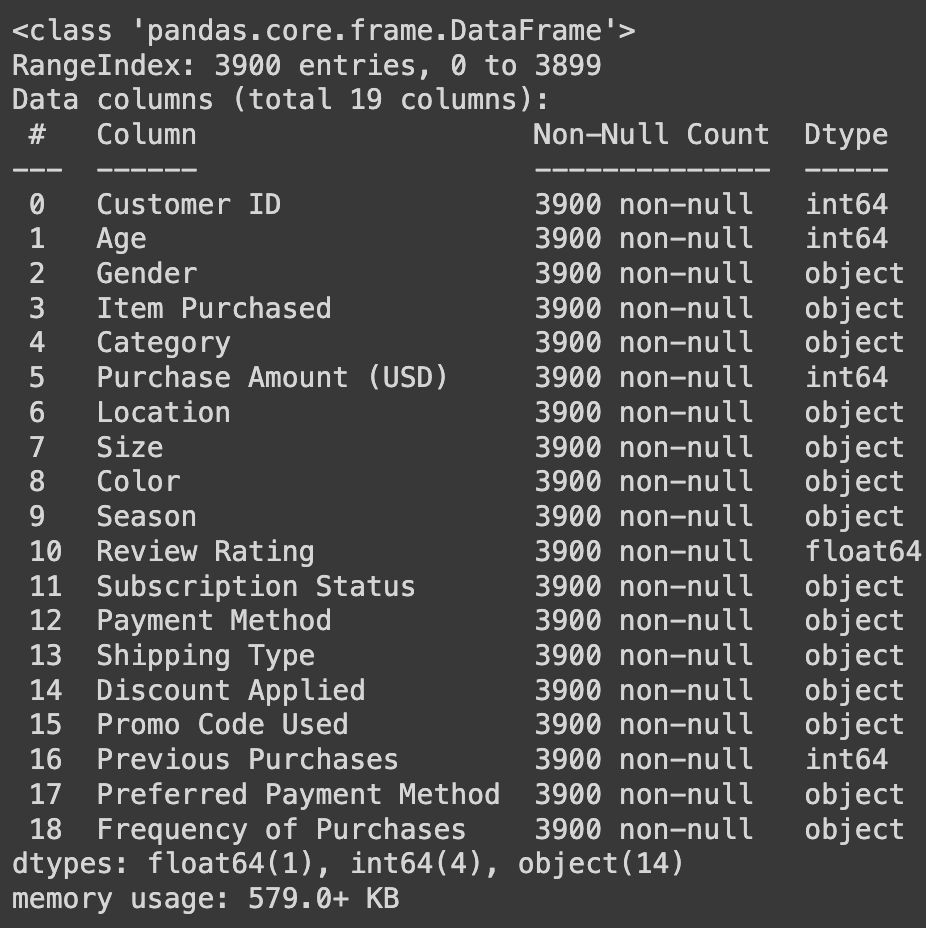 <class 'pandas.core.frame.DataFrame'>
RangeIndex: 3900 entries, 0 to 3899
Data columns (total 19 columns):
 #   Column                    Non-Null Count  Dtype
---  ------                    --------------  -----
 0   Customer ID               3900 non-null   int64
 1   Age                       3900 non-null   int64
 2   Gender                    3900 non-null   object
 3   Item Purchased            3900 non-null   object
 4   Category                  3900 non-null   object
 5   Purchase Amount (USD)     3900 non-null   int64
 6   Location                  3900 non-null   object
 7   Size                      3900 non-null   object
 8   Color                     3900 non-null   object
 9   Season                    3900 non-null   object
 10  Review Rating             3900 non-null   float64
 11  Subscription Status       3900 non-null   object
 12  Payment Method            3900 non-null   object
 13  Shipping Type             3900 non-null   object
 14  Discount Applied          3900 non-null   object
 15  Promo Code Used           3900 non-null   object
 16  Previous Purchases        3900 non-null   int64
 17  Preferred Payment Method  3900 non-null   object
 18  Frequency of Purchases    3900 non-null   object
dtypes: float64(1), int64(4), object(14)
memory usage: 579.0+ KB